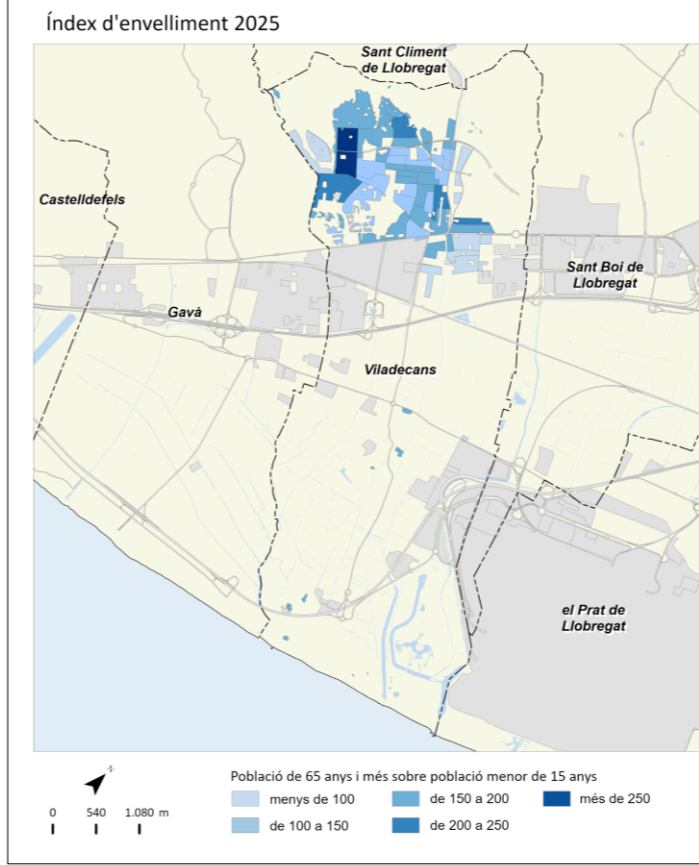 Índex d'envelliment 2025
Sant Climent
de Llobregat
Castelldefels
Sant Boi de
Llobregat
Gavà
Viladecans
el Prat de
Llobregat
N
Població de 65 anys i més sobre població menor de 15 anys
0 540 1.080 m
menys de 100
de 150 a 200
més de 250
de 100 a 150
de 200 a 250